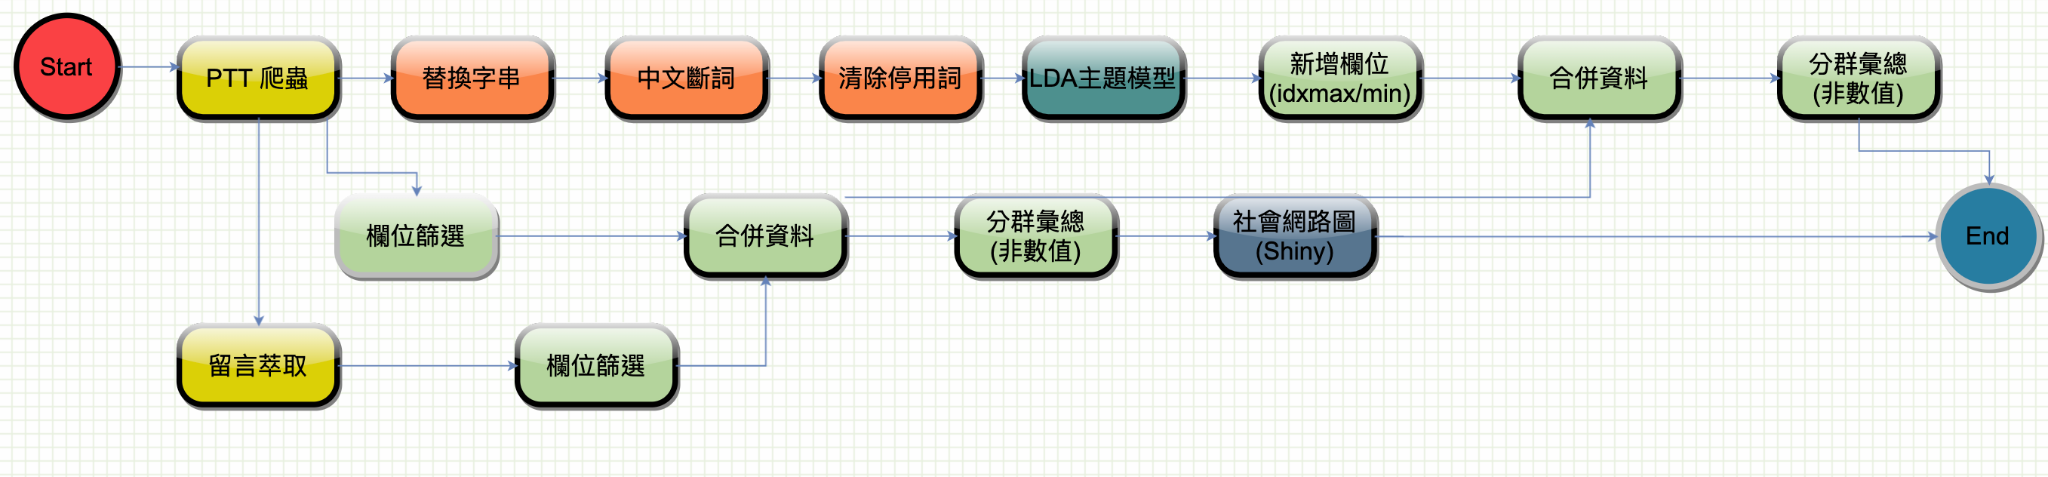 Start
PTT 爬蟲
替換字串
中文斷詞
清除停用詞
LDA主題模型
新增欄位
(idxmax/min)
合併資料
分群彙總
(非數值)
欄位篩選
合併資料
分群彙總
(非數值)
社會網路圖
(Shiny)
End
留言萃取
欄位篩選